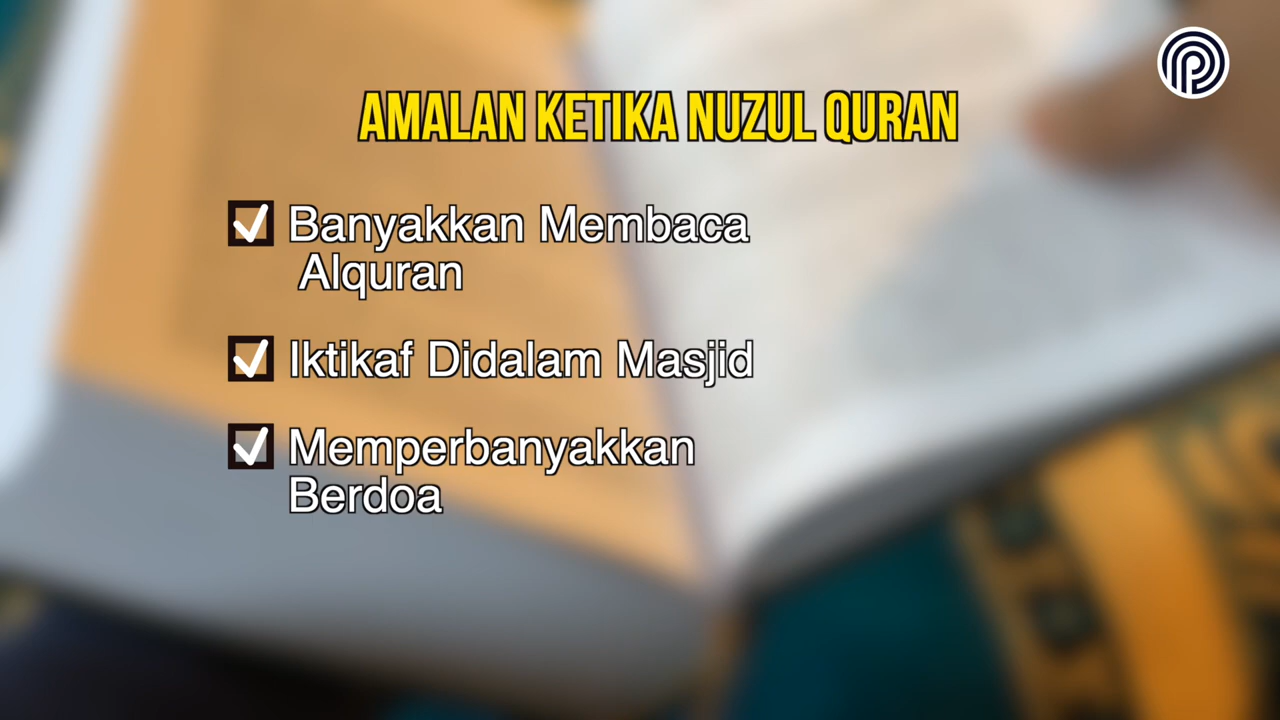 AMALAN KETIKA NUZUL QURAN
Banyakkan Membaca
Alquran
Iktikaf Didalam Masjid
Memperbanyakkan
Berdoa